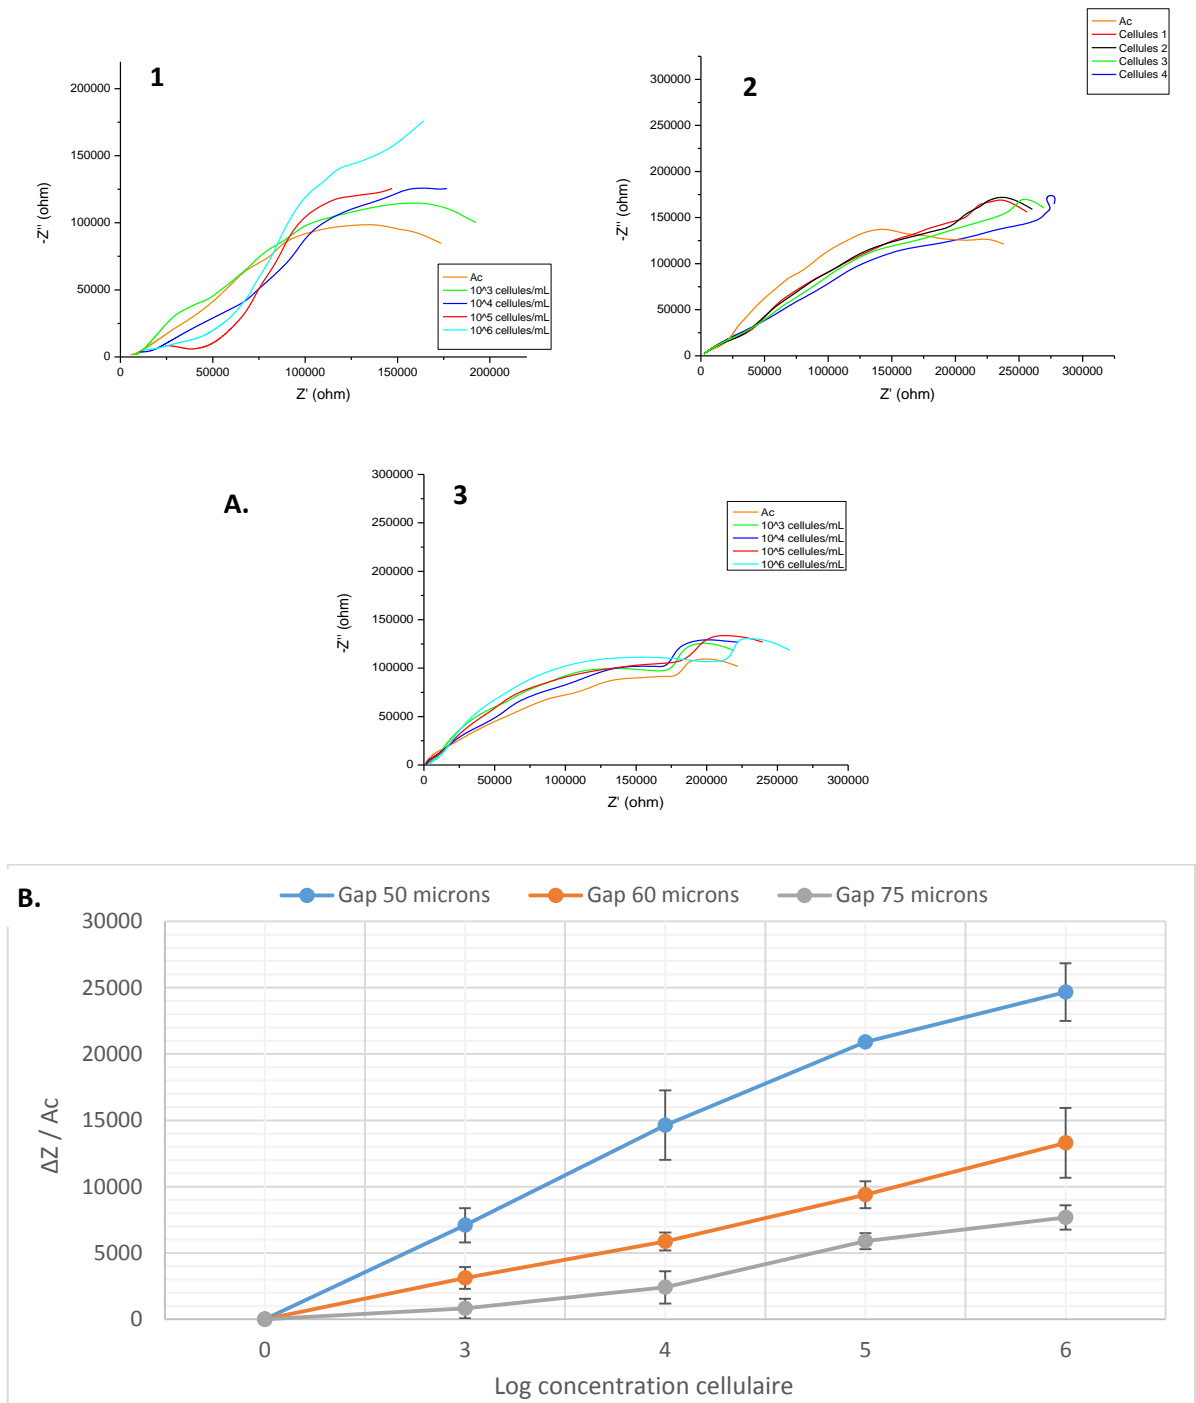 1
200000
150000
100000
50000
0
-Z'' (ohm)
0 50000 100000 150000 200000
Z' (ohm)
Ac
10^3 cellules/mL
10^4 cellules/mL
10^5 cellules/mL
10^6 cellules/mL
2
300000
250000
200000
150000
100000
50000
0
-Z'' (ohm)
0 50000 100000 150000 200000 250000 300000
Z' (ohm)
Ac
Cellules 1
Cellules 2
Cellules 3
Cellules 4
A.
3
300000
250000
200000
150000
100000
50000
0
-Z'' (ohm)
0 50000 100000 150000 200000 250000 300000
Z' (ohm)
Ac
10^3 cellules/mL
10^4 cellules/mL
10^5 cellules/mL
10^6 cellules/mL
B.
Gap 50 microns Gap 60 microns Gap 75 microns
30000
25000
20000
15000
10000
5000
0
ΔZ / Ac
0 3 4 5 6
Log concentration cellulaire